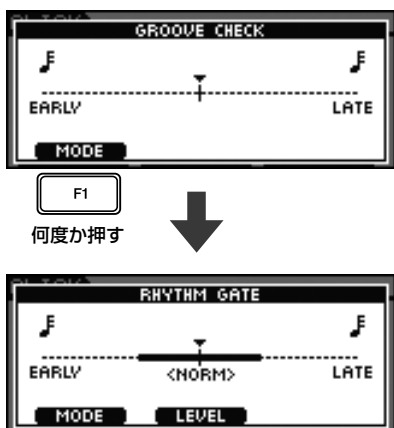 GROOVE CHECK
EARLY LATE
MODE
F1
何度か押す
RHYTHM GATE
EARLY <NORM> LATE
MODE LEVEL